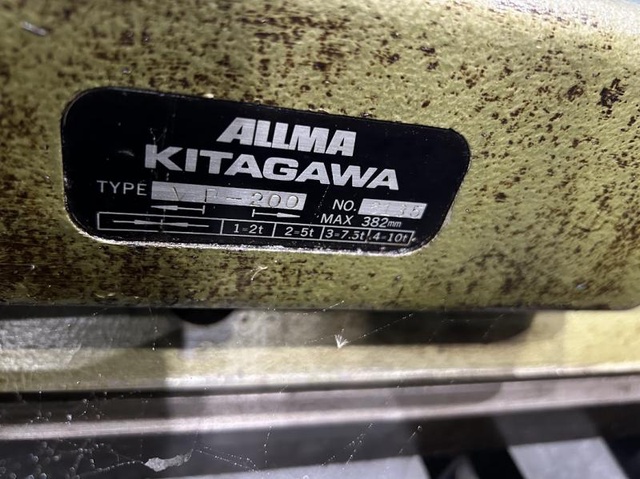 ALLMA
KITAGAWA
TYPE -200 NO.
MAX 382mm
1=2t 2=5t 3=7.5t 4=10t